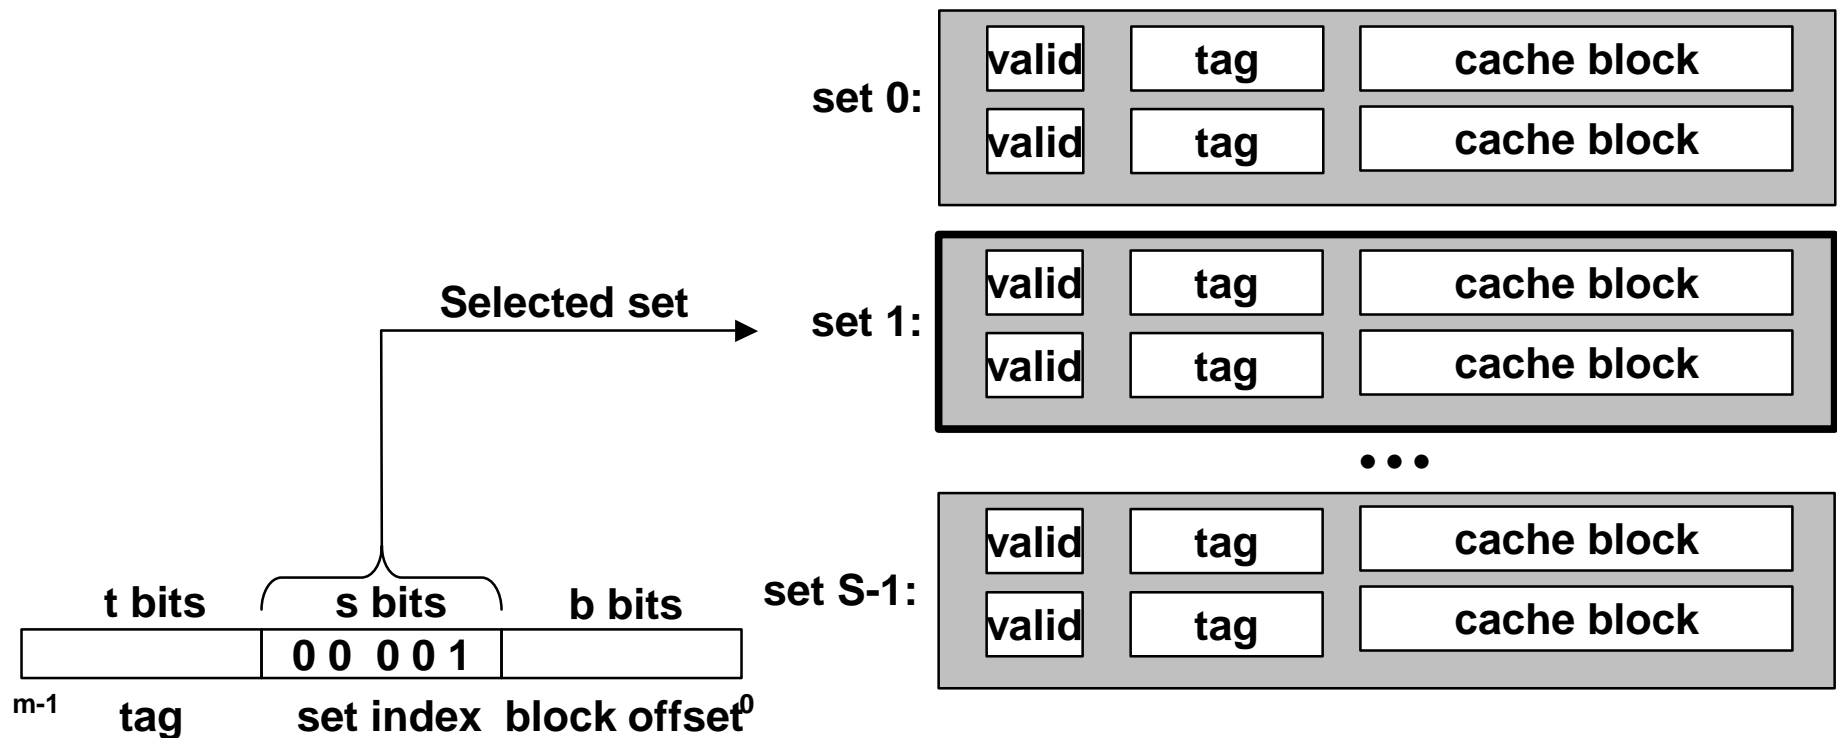 valid tag cache block
set 0:
valid tag cache block
valid tag cache block
Selected set
set 1:
valid tag cache block
• • •
valid tag cache block
set S-1:
t bits s bits b bits
valid tag cache block
0 0 0 0 1
m-1 tag set index block offset 0